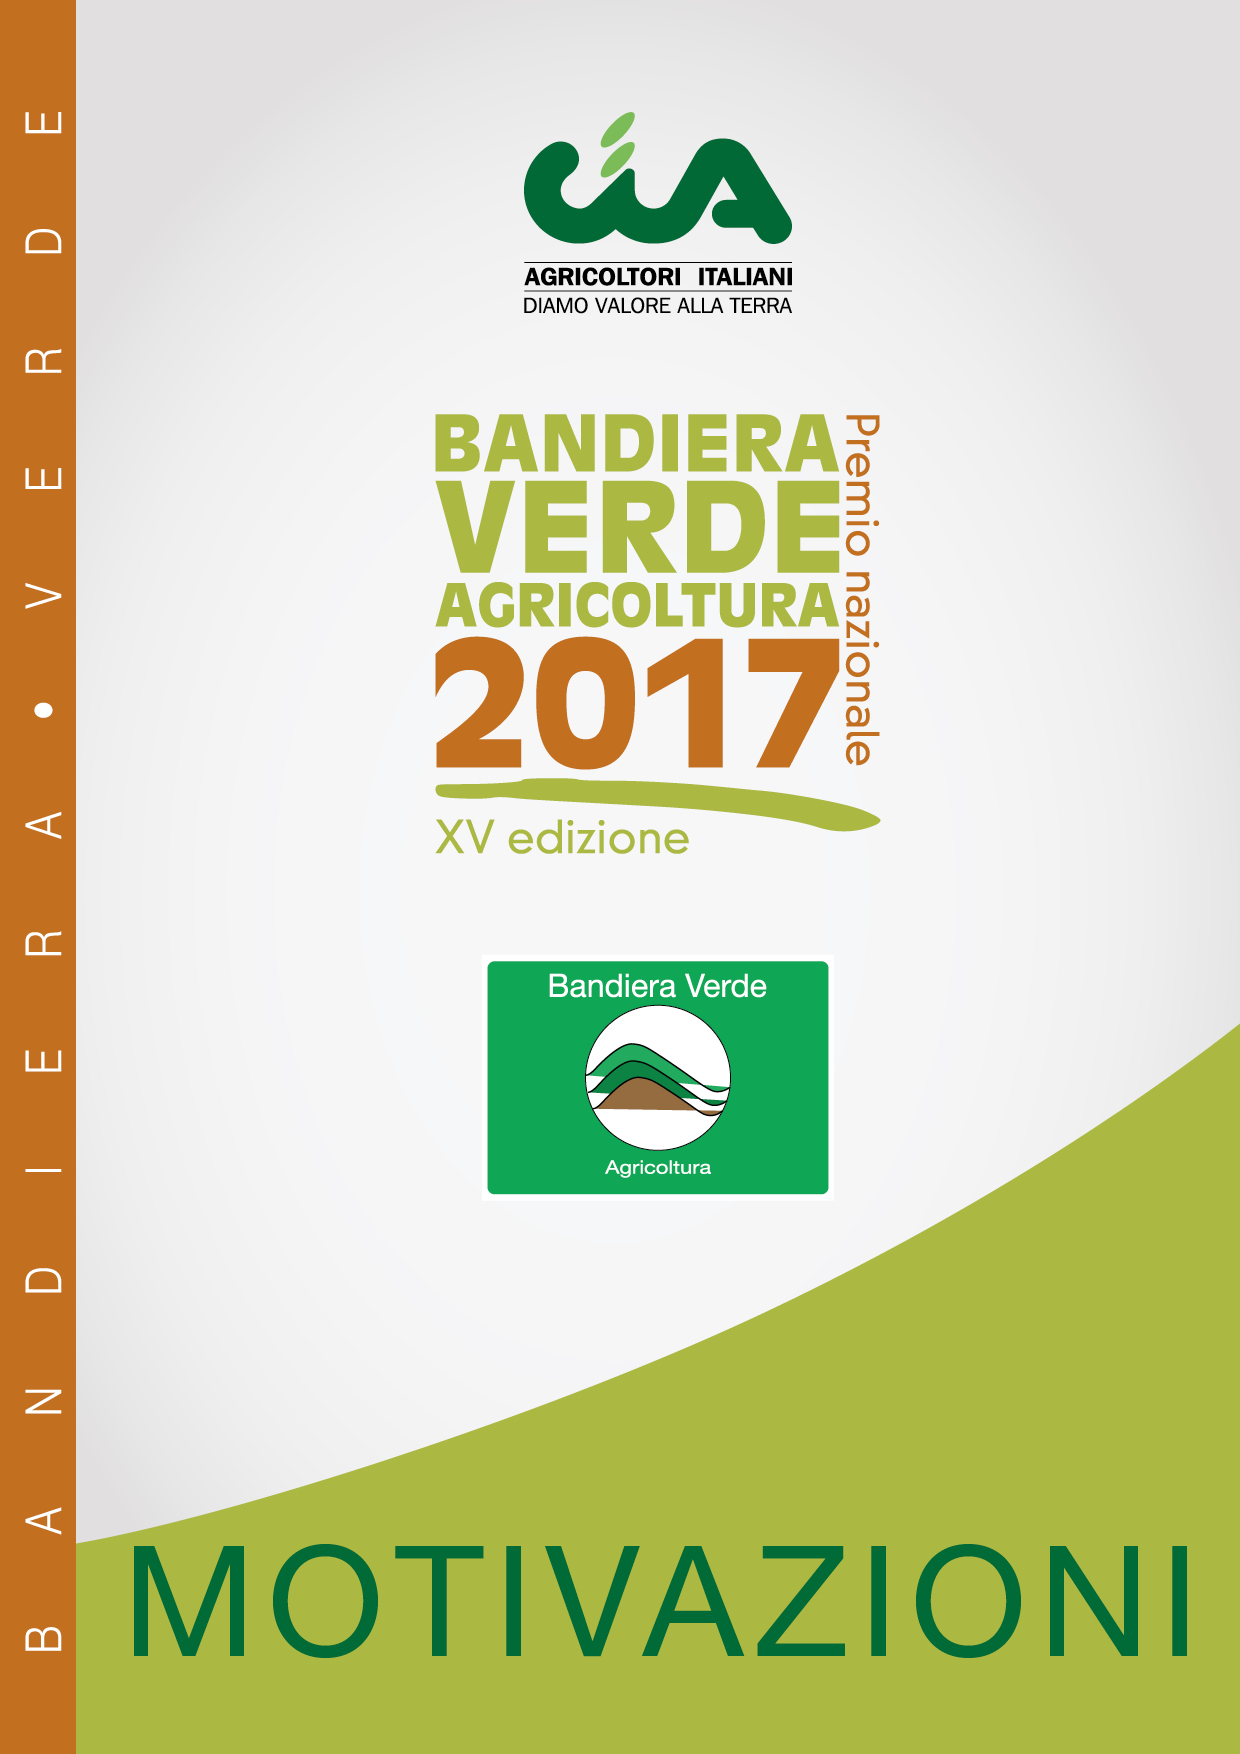 BANDIERA • VERDE
CiA
AGRICOLTORI ITALIANI
DIAMO VALORE ALLA TERRA
BANDIERA
VERDE
AGRICOLTURA
2017
Premio nazionale
XV edizione
Bandiera Verde
Agricoltura
MOTIVAZIONI